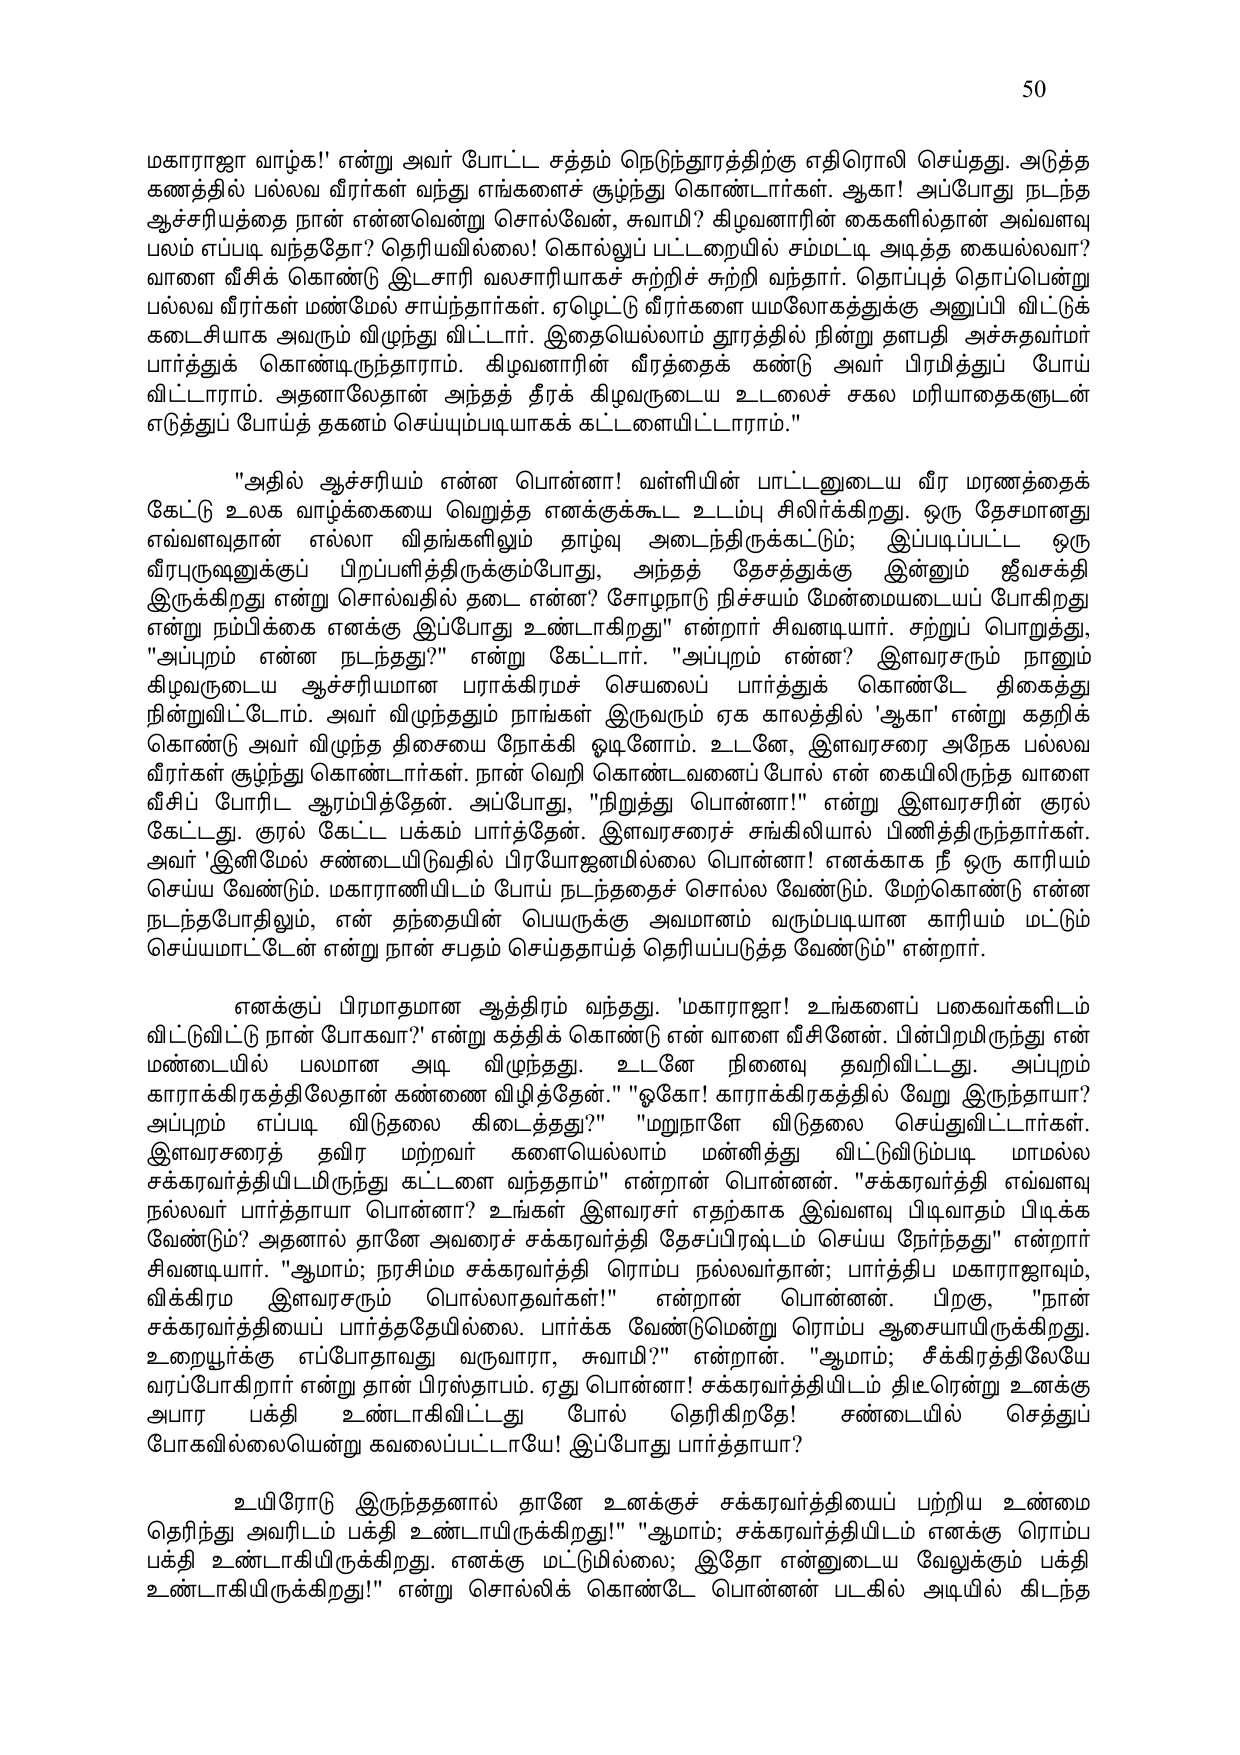 50
மகாராஜா வாழ்க!' என்று அவர் போட்ட சத்தம் நெடுந்தூரத்திற்கு எதிரொலி செய்தது. அடுத்த
கணத்தில் பல்லவ வீரர்கள் வந்து எங்களைச் சூழ்ந்து கொண்டார்கள். ஆகா! அப்போது நடந்த
ஆச்சரியத்தை நான் என்னவென்று சொல்வேன், சுவாமி? கிழவனாரின் கைகளில்தான் அவ்வளவு
பலம் எப்படி வந்ததோ? தெரியவில்லை! கொல்லுப் பட்டறையில் சம்மட்டி அடித்த கையல்லவா?
வாளை வீசிக் கொண்டு இடசாரி வலசாரியாகச் சுற்றிச் சுற்றி வந்தார். தொப்புத் தொப்பென்று
பல்லவ வீரர்கள் மண்மேல் சாய்ந்தார்கள். ஏழெட்டு வீரர்களை யமலோகத்துக்கு அனுப்பி விட்டுக்
கடைசியாக அவரும் விழுந்து விட்டார். இதையெல்லாம் தூரத்தில் நின்று தளபதி அச்சுதவர்மர்
பார்த்துக் கொண்டிருந்தாராம். கிழவனாரின் வீரத்தைக் கண்டு அவர் பிரமித்துப் போய்
விட்டாராம். அதனாலேதான் அந்தத் தீரக் கிழவருடைய உடலைச் சகல மரியாதைகளுடன்
எடுத்துப் போய்த் தகனம் செய்யும்படியாகக் கட்டளையிட்டாராம்."
"அதில் ஆச்சரியம் என்ன பொன்னா! வள்ளியின் பாட்டனுடைய வீர மரணத்தைக்
கேட்டு உலக வாழ்க்கையை வெறுத்த எனக்குக்கூட உடம்பு சிலிர்க்கிறது. ஒரு தேசமானது
எவ்வளவுதான் எல்லா விதங்களிலும் தாழ்வு அடைந்திருக்கட்டும்; இப்படிப்பட்ட ஒரு
வீரபுருஷனுக்குப் பிறப்பளித்திருக்கும்போது, அந்தத் தேசத்துக்கு இன்னும் ஜீவசக்தி
இருக்கிறது என்று சொல்வதில் தடை என்ன? சோழநாடு நிச்சயம் மேன்மையடையப் போகிறது
என்று நம்பிக்கை எனக்கு இப்போது உண்டாகிறது" என்றார் சிவனடியார். சற்றுப் பொறுத்து,
"அப்புறம் என்ன நடந்தது?" என்று கேட்டார். "அப்புறம் என்ன? இளவரசரும் நானும்
கிழவருடைய ஆச்சரியமான பராக்கிரமச் செயலைப் பார்த்துக் கொண்டே திகைத்து
நின்றுவிட்டோம். அவர் விழுந்ததும் நாங்கள் இருவரும் ஏக காலத்தில் 'ஆகா' என்று கதறிக்
கொண்டு அவர் விழுந்த திசையை நோக்கி ஓடினோம். உடனே, இளவரசரை அநேக பல்லவ
வீரர்கள் சூழ்ந்து கொண்டார்கள். நான் வெறி கொண்டவனைப் போல் என் கையிலிருந்த வாளை
வீசிப் போரிட ஆரம்பித்தேன். அப்போது, "நிறுத்து பொன்னா!" என்று இளவரசரின் குரல்
கேட்டது. குரல் கேட்ட பக்கம் பார்த்தேன். இளவரசரைச் சங்கிலியால் பிணித்திருந்தார்கள்.
அவர் 'இனிமேல் சண்டையிடுவதில் பிரயோஜனமில்லை பொன்னா! எனக்காக நீ ஒரு காரியம்
செய்ய வேண்டும். மகாராணியிடம் போய் நடந்ததைச் சொல்ல வேண்டும். மேற்கொண்டு என்ன
நடந்தபோதிலும், என் தந்தையின் பெயருக்கு அவமானம் வரும்படியான காரியம் மட்டும்
செய்யமாட்டேன் என்று நான் சபதம் செய்ததாய்த் தெரியப்படுத்த வேண்டும்" என்றார்.
எனக்குப் பிரமாதமான ஆத்திரம் வந்தது. 'மகாராஜா! உங்களைப் பகைவர்களிடம்
விட்டுவிட்டு நான் போகவா?' என்று கத்திக் கொண்டு என் வாளை வீசினேன். பின்பிறமிருந்து என்
மண்டையில் பலமான அடி விழுந்தது. உடனே நினைவு தவறிவிட்டது. அப்புறம்
காராக்கிரகத்திலேதான் கண்ணை விழித்தேன்." "ஓகோ! காராக்கிரகத்தில் வேறு இருந்தாயா?
அப்புறம் எப்படி விடுதலை கிடைத்தது?" "மறுநாளே விடுதலை செய்துவிட்டார்கள்.
இளவரசரைத் தவிர மற்றவர் களையெல்லாம் மன்னித்து விட்டுவிடும்படி மாமல்ல
சக்கரவர்த்தியிடமிருந்து கட்டளை வந்ததாம்" என்றான் பொன்னன். "சக்கரவர்த்தி எவ்வளவு
நல்லவர் பார்த்தாயா பொன்னா? உங்கள் இளவரசர் எதற்காக இவ்வளவு பிடிவாதம் பிடிக்க
வேண்டும்? அதனால் தானே அவரைச் சக்கரவர்த்தி தேசப்பிரஷ்டம் செய்ய நேர்ந்தது" என்றார்
சிவனடியார். "ஆமாம்; நரசிம்ம சக்கரவர்த்தி ரொம்ப நல்லவர்தான்; பார்த்திப மகாராஜாவும்,
விக்கிரம இளவரசரும் பொல்லாதவர்கள்!" என்றான் பொன்னன். பிறகு, "நான்
சக்கரவர்த்தியைப் பார்த்ததேயில்லை. பார்க்க வேண்டுமென்று ரொம்ப ஆசையாயிருக்கிறது.
உறையூர்க்கு எப்போதாவது வருவாரா, சுவாமி?" என்றான். "ஆமாம்; சீக்கிரத்திலேயே
வரப்போகிறார் என்று தான் பிரஸ்தாபம். ஏது பொன்னா! சக்கரவர்த்தியிடம் திடீரென்று உனக்கு
அபார பக்தி உண்டாகிவிட்டது போல் தெரிகிறதே! சண்டையில் செத்துப்
போகவில்லையென்று கவலைப்பட்டாயே! இப்போது பார்த்தாயா?
உயிரோடு இருந்ததனால் தானே உனக்குச் சக்கரவர்த்தியைப் பற்றிய உண்மை
தெரிந்து அவரிடம் பக்தி உண்டாயிருக்கிறது!" "ஆமாம்; சக்கரவர்த்தியிடம் எனக்கு ரொம்ப
பக்தி உண்டாகியிருக்கிறது. எனக்கு மட்டுமில்லை; இதோ என்னுடைய வேலுக்கும் பக்தி
உண்டாகியிருக்கிறது!" என்று சொல்லிக் கொண்டே பொன்னன் படகில் அடியில் கிடந்த